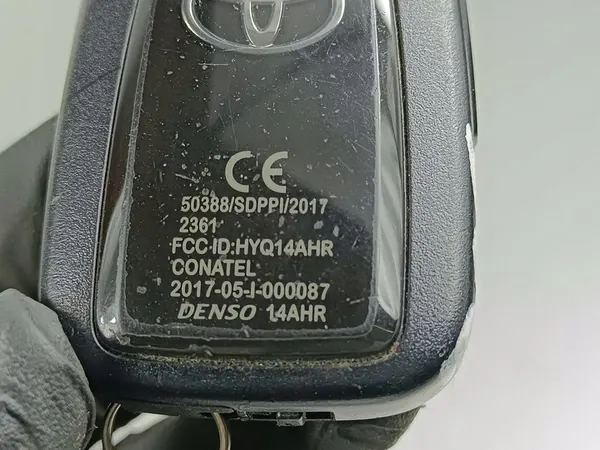 CE
50388/SDPPI/2017
2361
FCC ID:HYQ14AHR
CONATEL
2017-05-I-000087
DENSO 14AHR